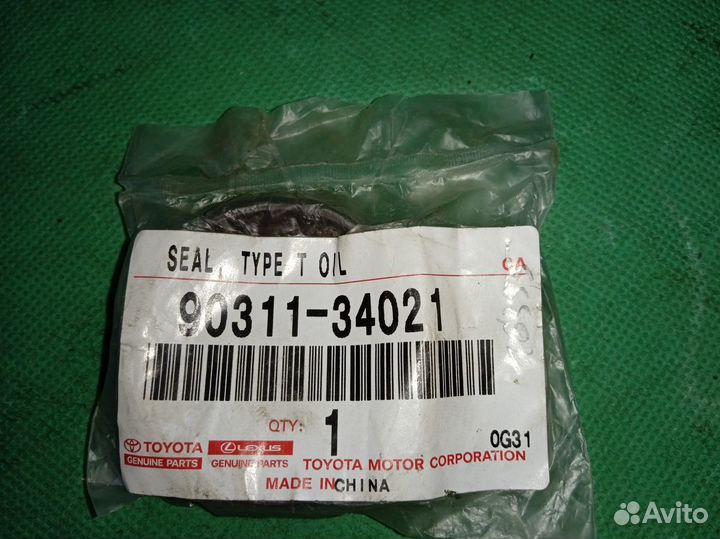 SEAL, TYPE T O/L
CA
90311-34021
QTY: 1
0G31
TOYOTA
GENUINE PARTS
LEXUS
GENUINE PARTS
TOYOTA MOTOR CORPORATION
MADE IN CHINA
Avito